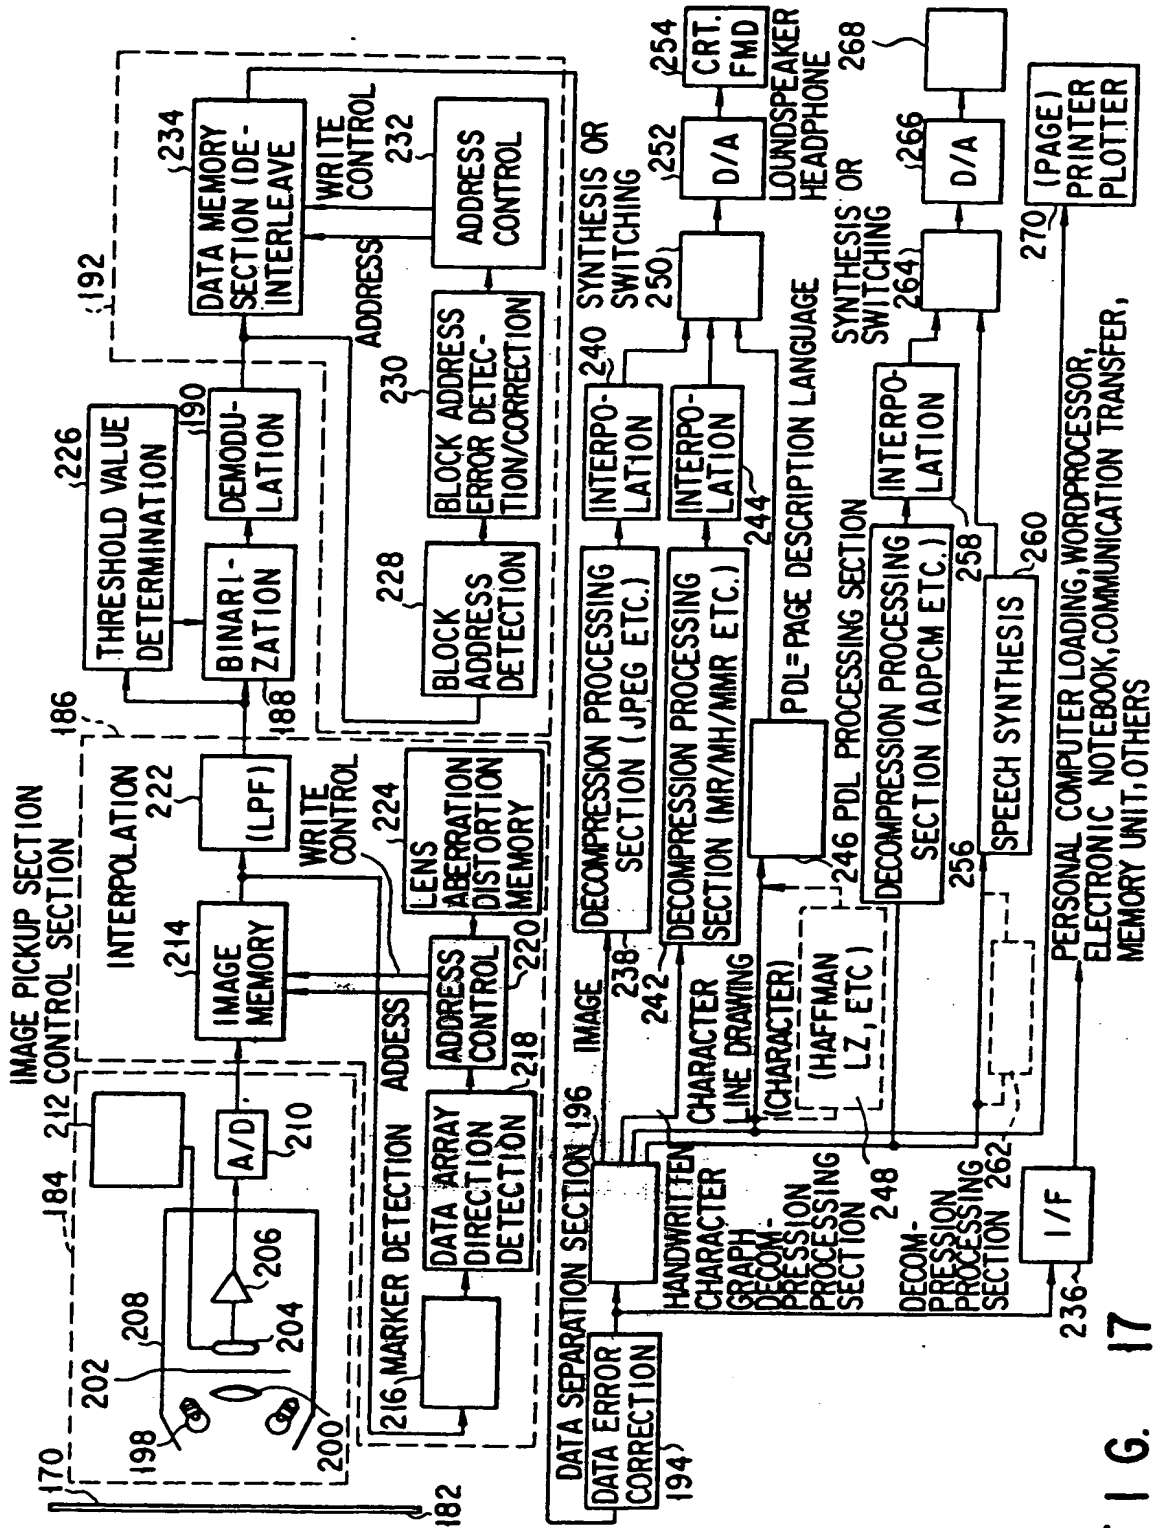 170
182
184
198
200
202
204
206
208
A/D
210
212
IMAGE PICKUP SECTION
CONTROL SECTION
186
INTERPOLATION
214
IMAGE
MEMORY
222
(LPF)
WRITE
CONTROL
224
LENS
ABERRATION
DISTORTION
MEMORY
ADDESS
ADDRESS
CONTROL
220
218
DATA ARRAY
DIRECTION
DETECTION
216 MARKER DETECTION
226
THRESHOLD VALUE
DETERMINATION
BINARI-
ZATION
188
190
DEMODU-
LATION
192
234
DATA MEMORY
SECTION (DE-
INTERLEAVE
WRITE
CONTROL
ADDRESS
232
ADDRESS
CONTROL
230
BLOCK ADDRESS
ERROR DETEC-
TION/CORRECTION
228
BLOCK
ADDRESS
DETECTION
DATA ERROR
CORRECTION
194
DATA SEPARATION SECTION 196
IMAGE
238
DECOMPRESSION PROCESSING
SECTION (JPEG ETC.)
240
INTERPO-
LATION
242
DECOMPRESSION PROCESSING
SECTION (MR/MH/MMR ETC.)
INTERPO-
LATION
244
SYNTHESIS OR
SWITCHING
250
252
D/A
254
CRT.
FMD
HANDWRITTEN
CHARACTER
GRAPH
CHARACTER
LINE DRAWING
(CHARACTER)
246 PDL PROCESSING SECTION
PDL=PAGE DESCRIPTION LANGUAGE
DECOM-
PRESSION
PROCESSING
SECTION
248
(HAFFMAN
LZ, ETC)
DECOMPRESSION PROCESSING
SECTION (ADPCM ETC.)
256
INTERPO-
LATION
258
SYNTHESIS OR
SWITCHING
264
266
D/A
268
LOUNDSPEAKER
HEADPHONE
SPEECH SYNTHESIS
260
DECOM-
PRESSION
PROCESSING
SECTION 262
270
(PAGE)
PRINTER
PLOTTER
236
I/F
PERSONAL COMPUTER LOADING, WORDPROCESSOR,
ELECTRONIC NOTEBOOK, COMMUNICATION TRANSFER,
MEMORY UNIT, OTHERS
F I G. 17